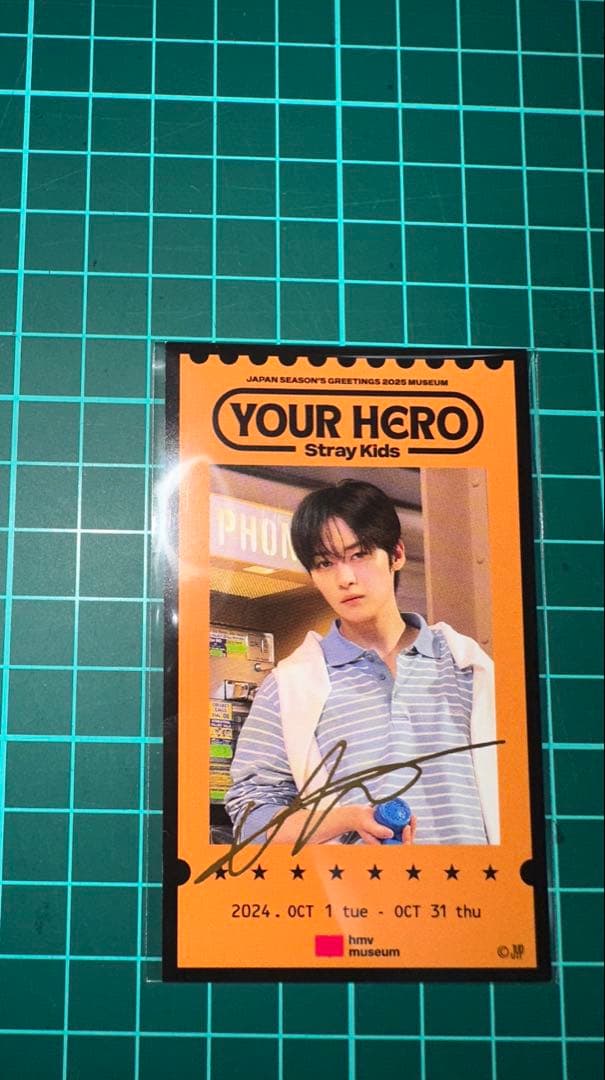 JAPAN SEASON'S GREETINGS 2025 MUSEUM
YOUR HERO
Stray Kids
PHON
★ ★ ★ ★ ★ ★ ★ ★
2024. OCT 1 tue - OCT 31 thu
hmv
museum
©